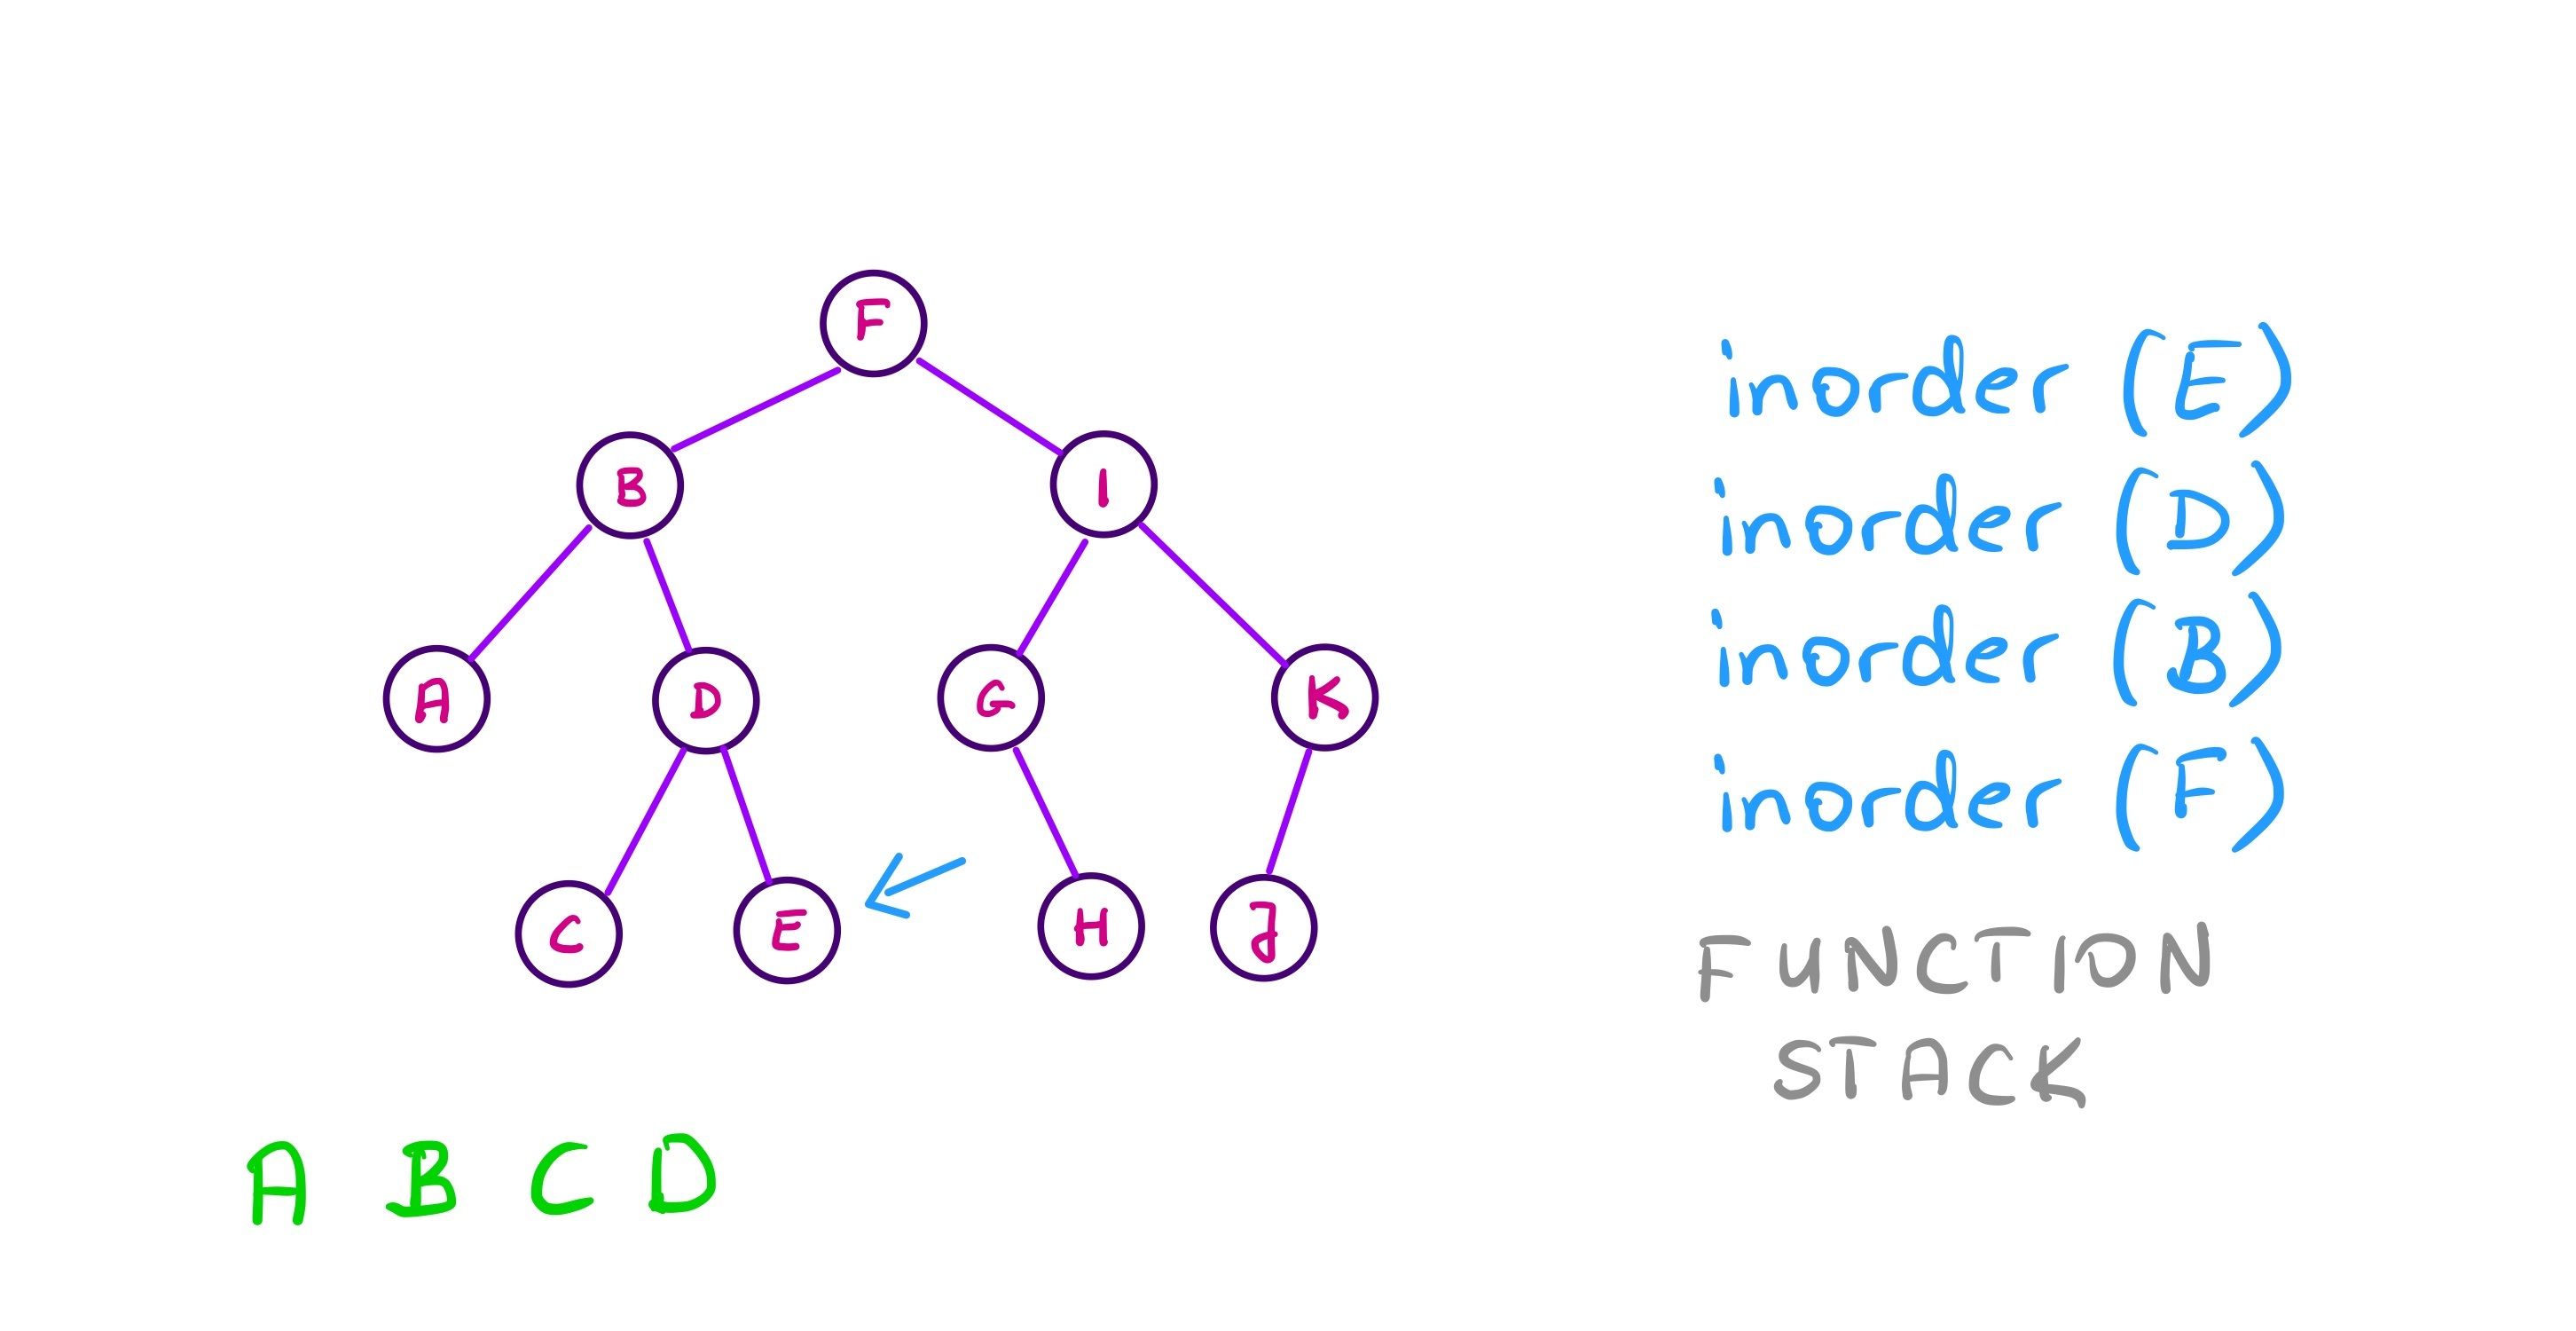 F
B I
A D G K
C E H J
inorder (E)
inorder (D)
inorder (B)
inorder (F)
FUNCTION
STACK
A B C D